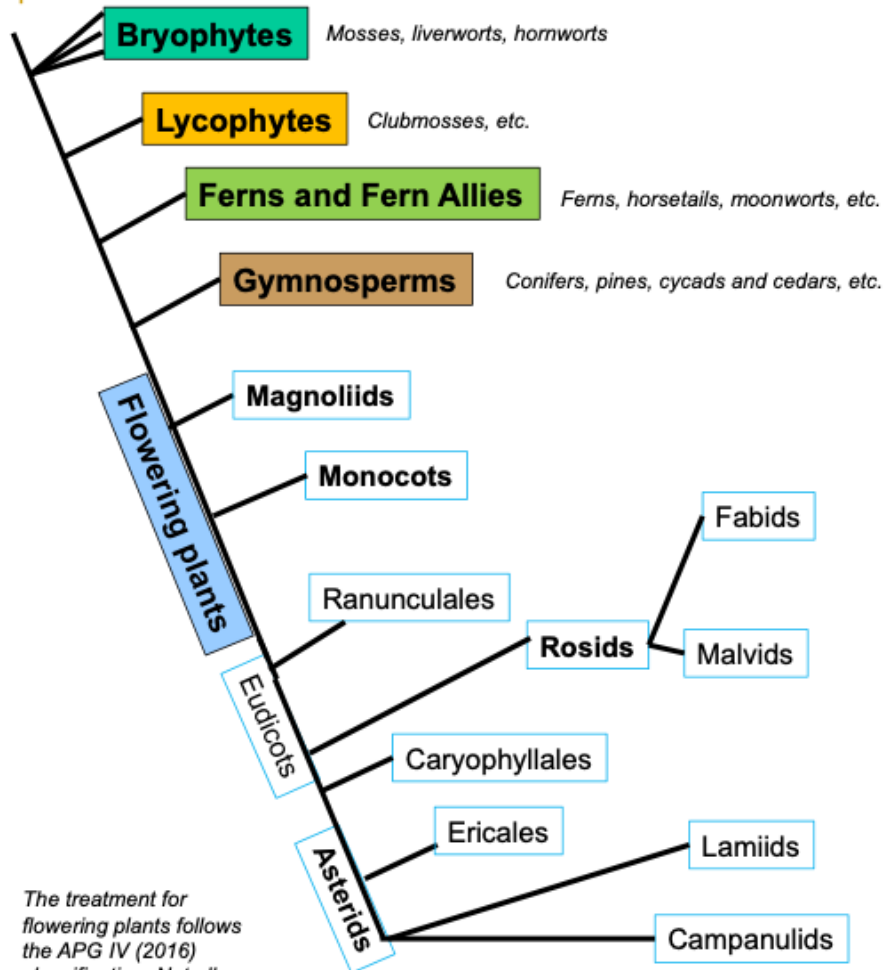 Bryophytes
Mosses, liverworts, hornworts
Lycophytes
Clubmosses, etc.
Ferns and Fern Allies
Ferns, horsetails, moonworts, etc.
Gymnosperms
Conifers, pines, cycads and cedars, etc.
Flowering plants
Magnoliids
Monocots
Fabids
Ranunculales
Rosids
Malvids
Eudicots
Caryophyllales
Ericales
Lamiids
Asterids
Campanulids
The treatment for
flowering plants follows
the APG IV (2016)